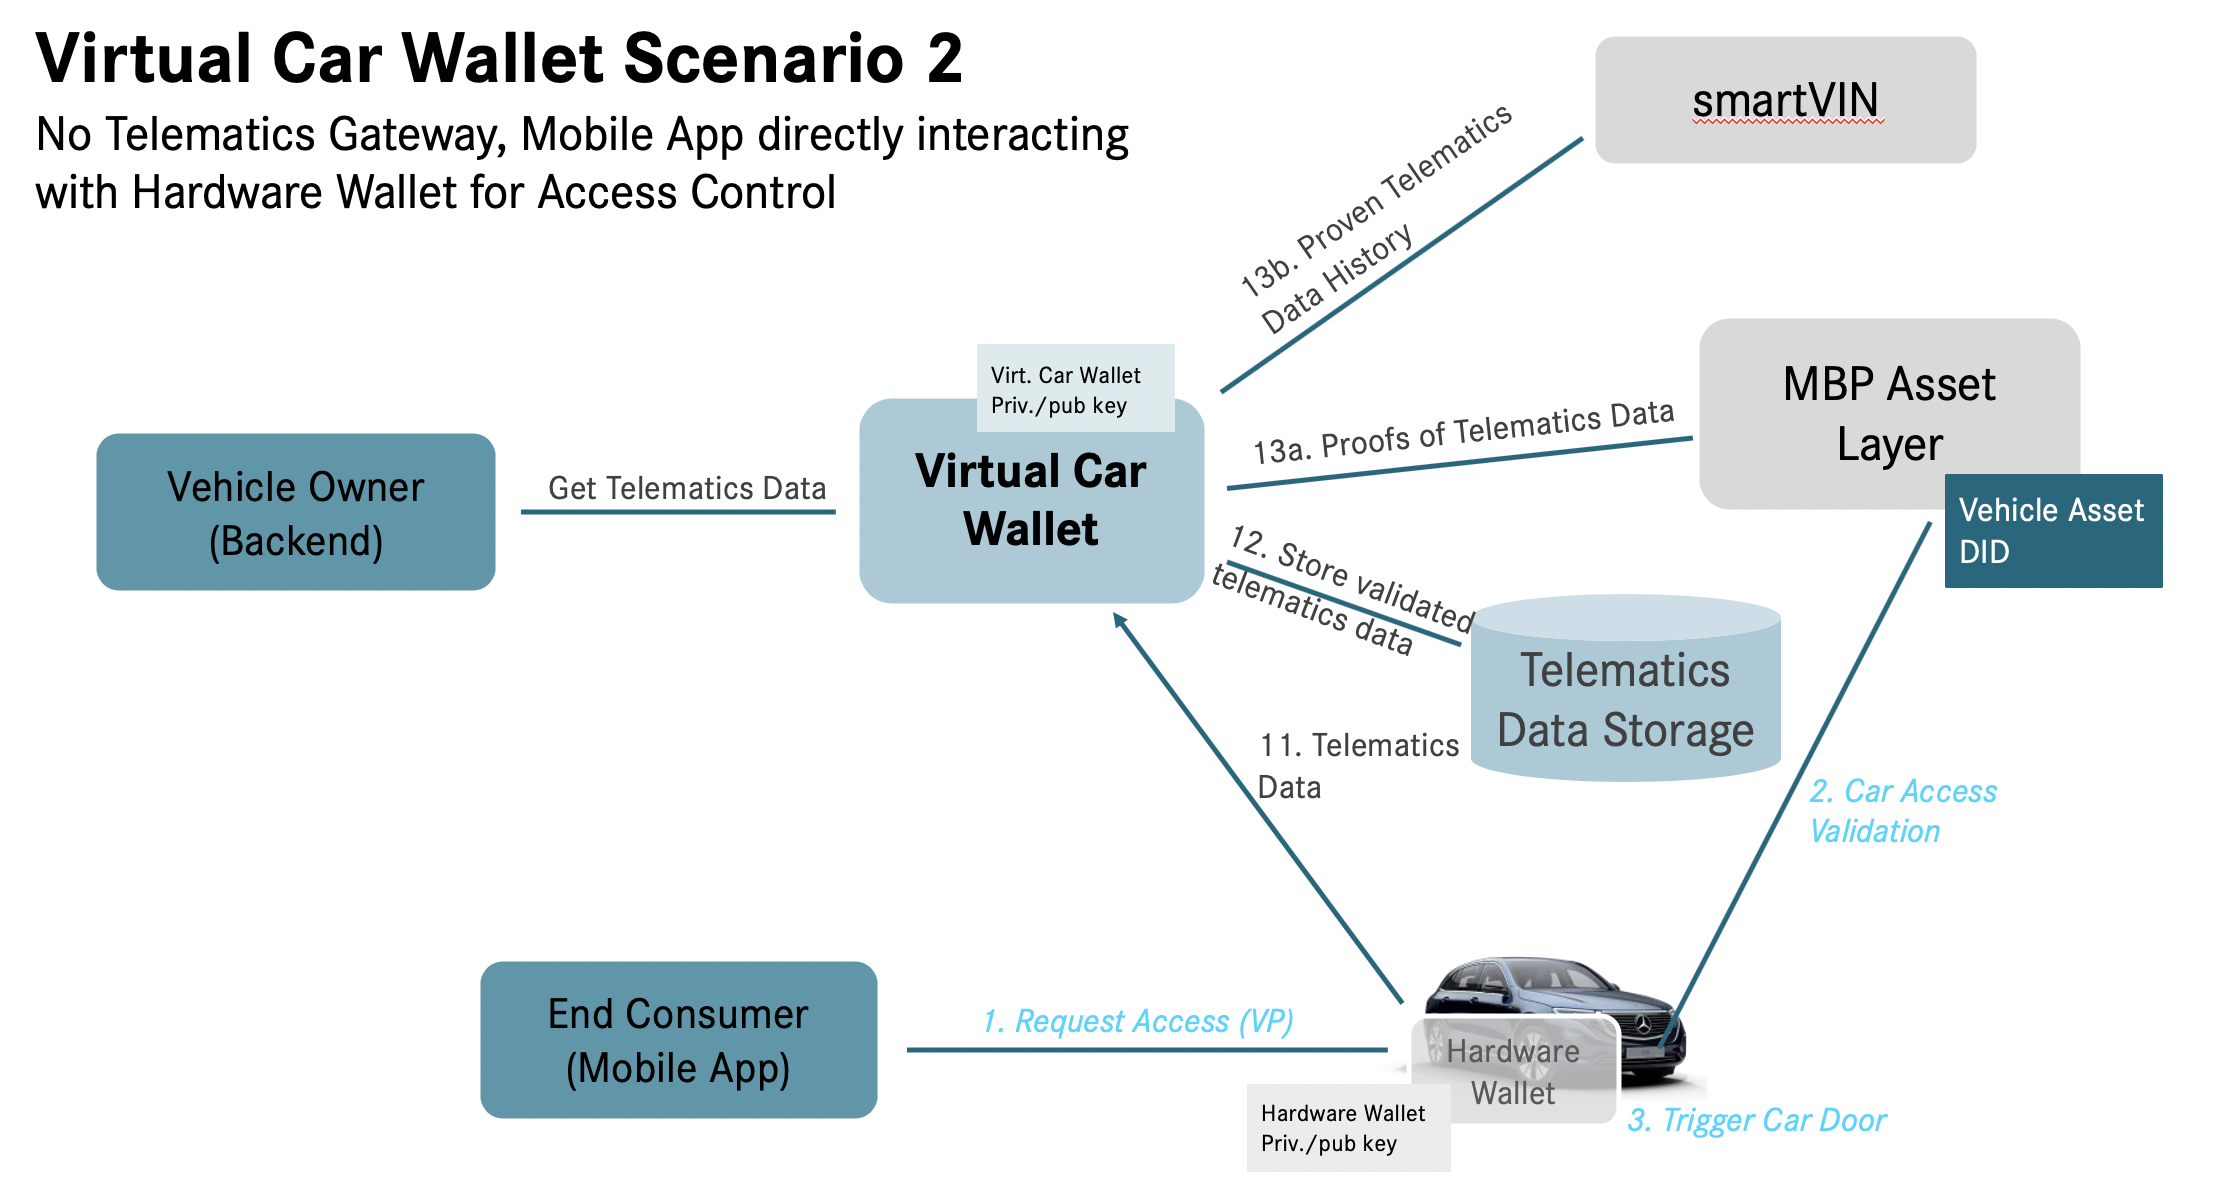 Virtual Car Wallet Scenario 2
No Telematics Gateway, Mobile App directly interacting
with Hardware Wallet for Access Control
smartVIN
13b. Proven Telematics
Data History
Virt. Car Wallet
Priv./pub key
MBP Asset
Layer
Vehicle Asset
DID
13a. Proofs of Telematics Data
Virtual Car
Wallet
Vehicle Owner
(Backend)
Get Telematics Data
12. Store validated
telematics data
Telematics
Data Storage
11. Telematics
Data
2. Car Access
Validation
End Consumer
(Mobile App)
1. Request Access (VP)
Hardware
Wallet
Hardware Wallet
Priv./pub key
3. Trigger Car Door